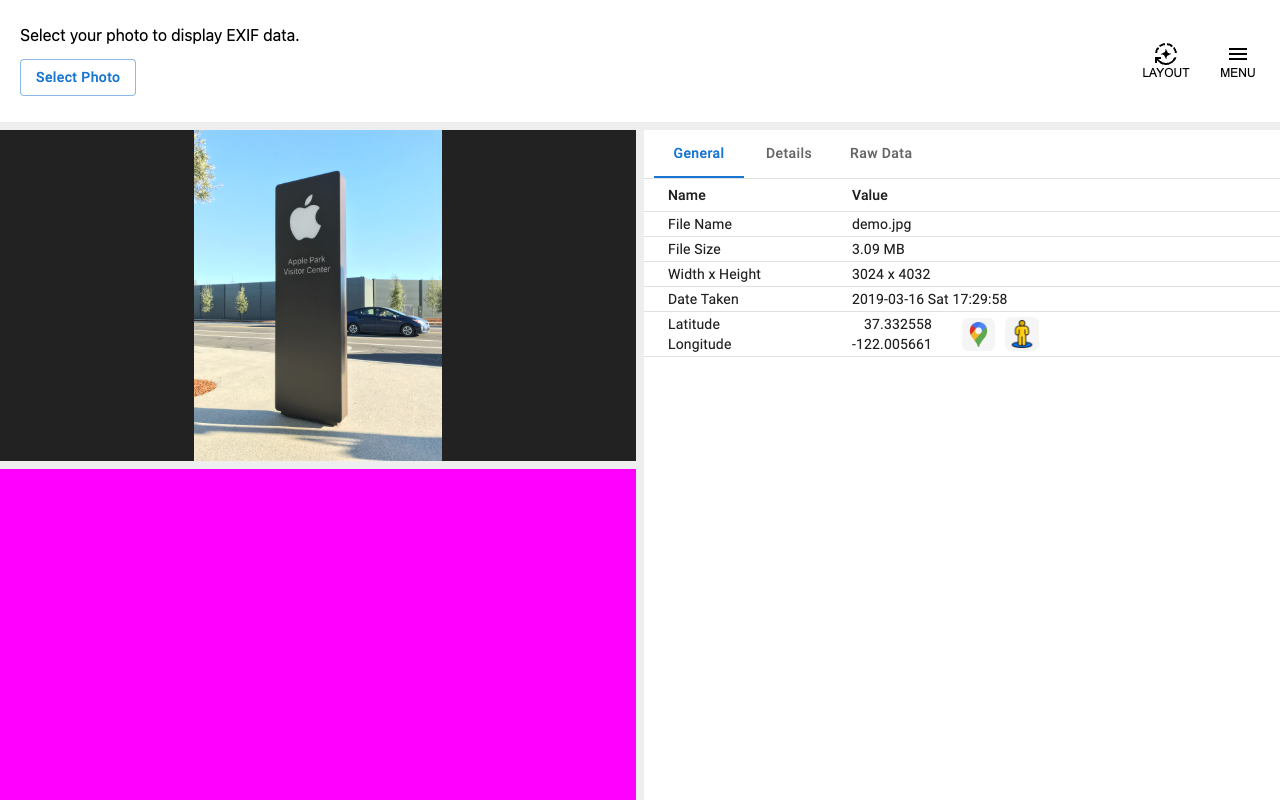 Select your photo to display EXIF data.
Select Photo
LAYOUT
MENU
Apple Park
Visitor Center
General Details Raw Data
Name Value
File Name demo.jpg
File Size 3.09 MB
Width x Height 3024 x 4032
Date Taken 2019-03-16 Sat 17:29:58
Latitude 37.332558
Longitude -122.005661